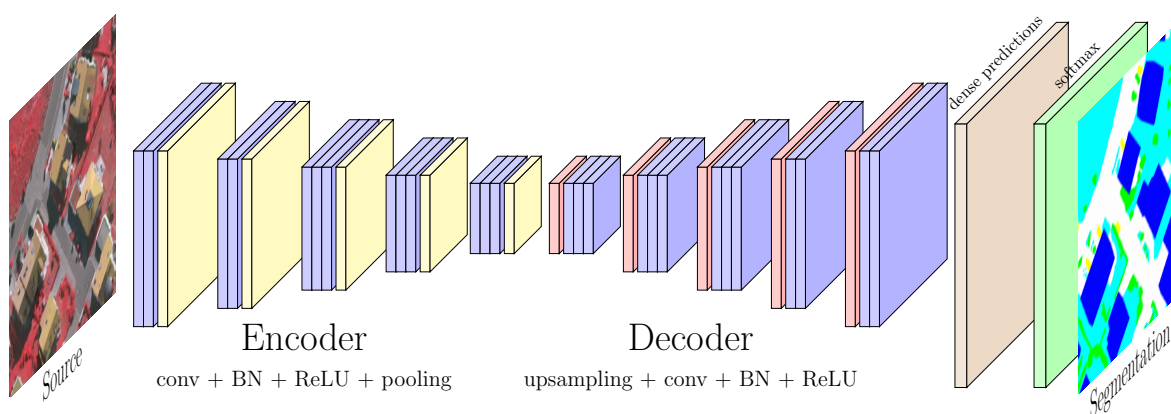 Source
Encoder
conv + BN + ReLU + pooling
Decoder
upsampling + conv + BN + ReLU
dense predictions
softmax
Segmentation